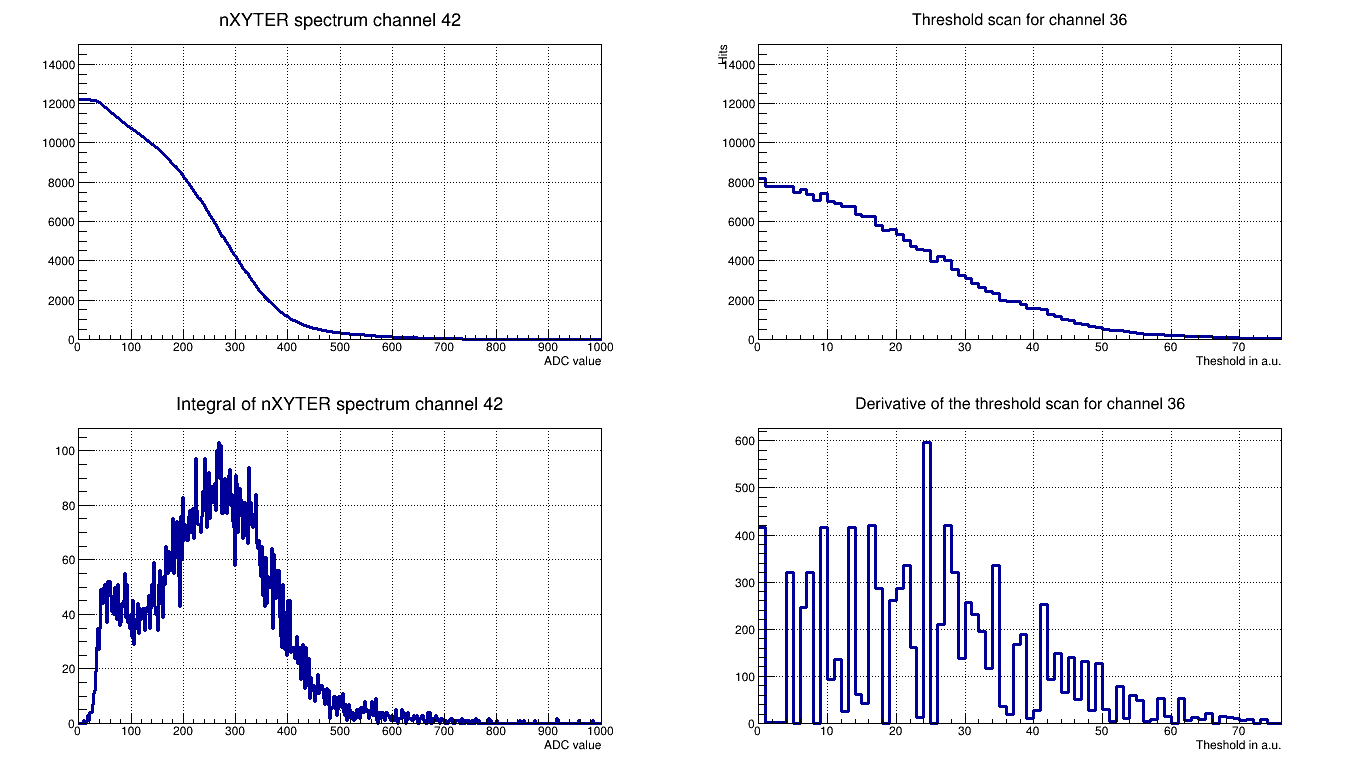 nXYTER spectrum channel 42
14000
12000
10000
8000
6000
4000
2000
0
0 100 200 300 400 500 600 700 800 900 1000
ADC value
Threshold scan for channel 36
Hits
14000
12000
10000
8000
6000
4000
2000
0
0 10 20 30 40 50 60 70
Theshold in a.u.
Integral of nXYTER spectrum channel 42
100
80
60
40
20
0
0 100 200 300 400 500 600 700 800 900 1000
ADC value
Derivative of the threshold scan for channel 36
600
500
400
300
200
100
0
0 10 20 30 40 50 60 70
Theshold in a.u.